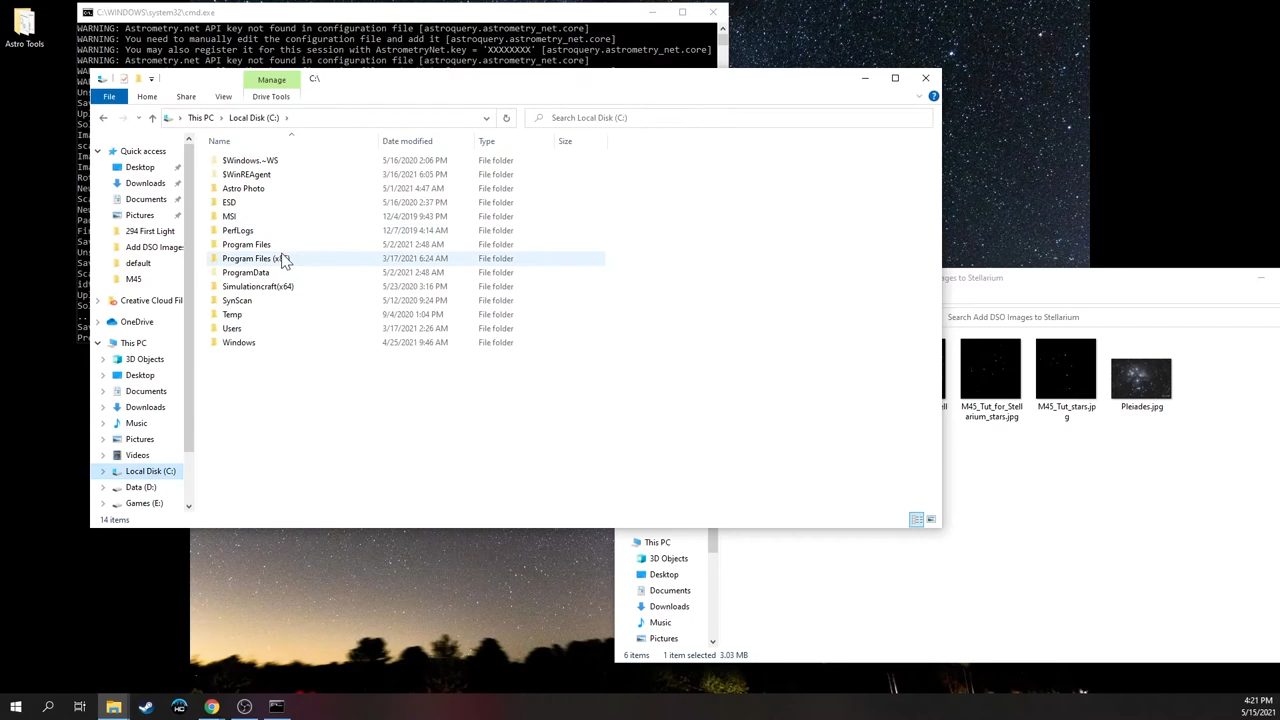 Astro Tools
C:\WINDOWS\system32\cmd.exe
WARNING: Astrometry.net API key not found in configuration file [astroquery.astrometry_net.core]
WARNING: You need to manually edit the configuration file and add it [astroquery.astrometry_net.core]
WARNING: You may also register it for this session with AstrometryNet.key = 'XXXXXXXX' [astroquery.astrometry_net.core]
WARNING: Astrometry.net API key not found in configuration file [astroquery.astrometry_net.core]
Manage
C:\
File
Home
Share
View
Drive Tools
This PC
Local Disk (C:)
Search Local Disk (C:)
Name
Date modified
Type
Size
Quick access
Desktop
Downloads
Documents
Pictures
294 First Light
Add DSO Images
default
M45
Creative Cloud Fil
OneDrive
This PC
3D Objects
Desktop
Documents
Downloads
Music
Pictures
Videos
Local Disk (C:)
Data (D:)
Games (E:)
$Windows.~WS 5/16/2020 2:06 PM File folder
$WinREAgent 3/16/2021 6:05 PM File folder
Astro Photo 5/1/2021 4:47 AM File folder
ESD 5/16/2020 2:37 PM File folder
MSI 12/4/2019 9:43 PM File folder
PerfLogs 12/7/2019 4:14 AM File folder
Program Files 5/2/2021 2:48 AM File folder
Program Files 3/17/2021 6:24 AM File folder
ProgramData 5/2/2021 2:48 AM File folder
Simulationcraft(x64) 5/23/2020 3:16 PM File folder
SynScan 5/12/2020 9:24 PM File folder
Temp 9/4/2020 1:04 PM File folder
Users 3/17/2021 2:26 AM File folder
Windows 4/25/2021 9:46 AM File folder
14 items
ges to Stellarium
Search Add DSO Images to Stellarium
M45_Tut_for_Stell
arium_stars.jpg
M45_Tut_stars.jp
g
Pleiades.jpg
This PC
3D Objects
Desktop
Documents
Downloads
Music
Pictures
6 items
1 item selected 3.03 MB
4:21 PM
5/15/2021